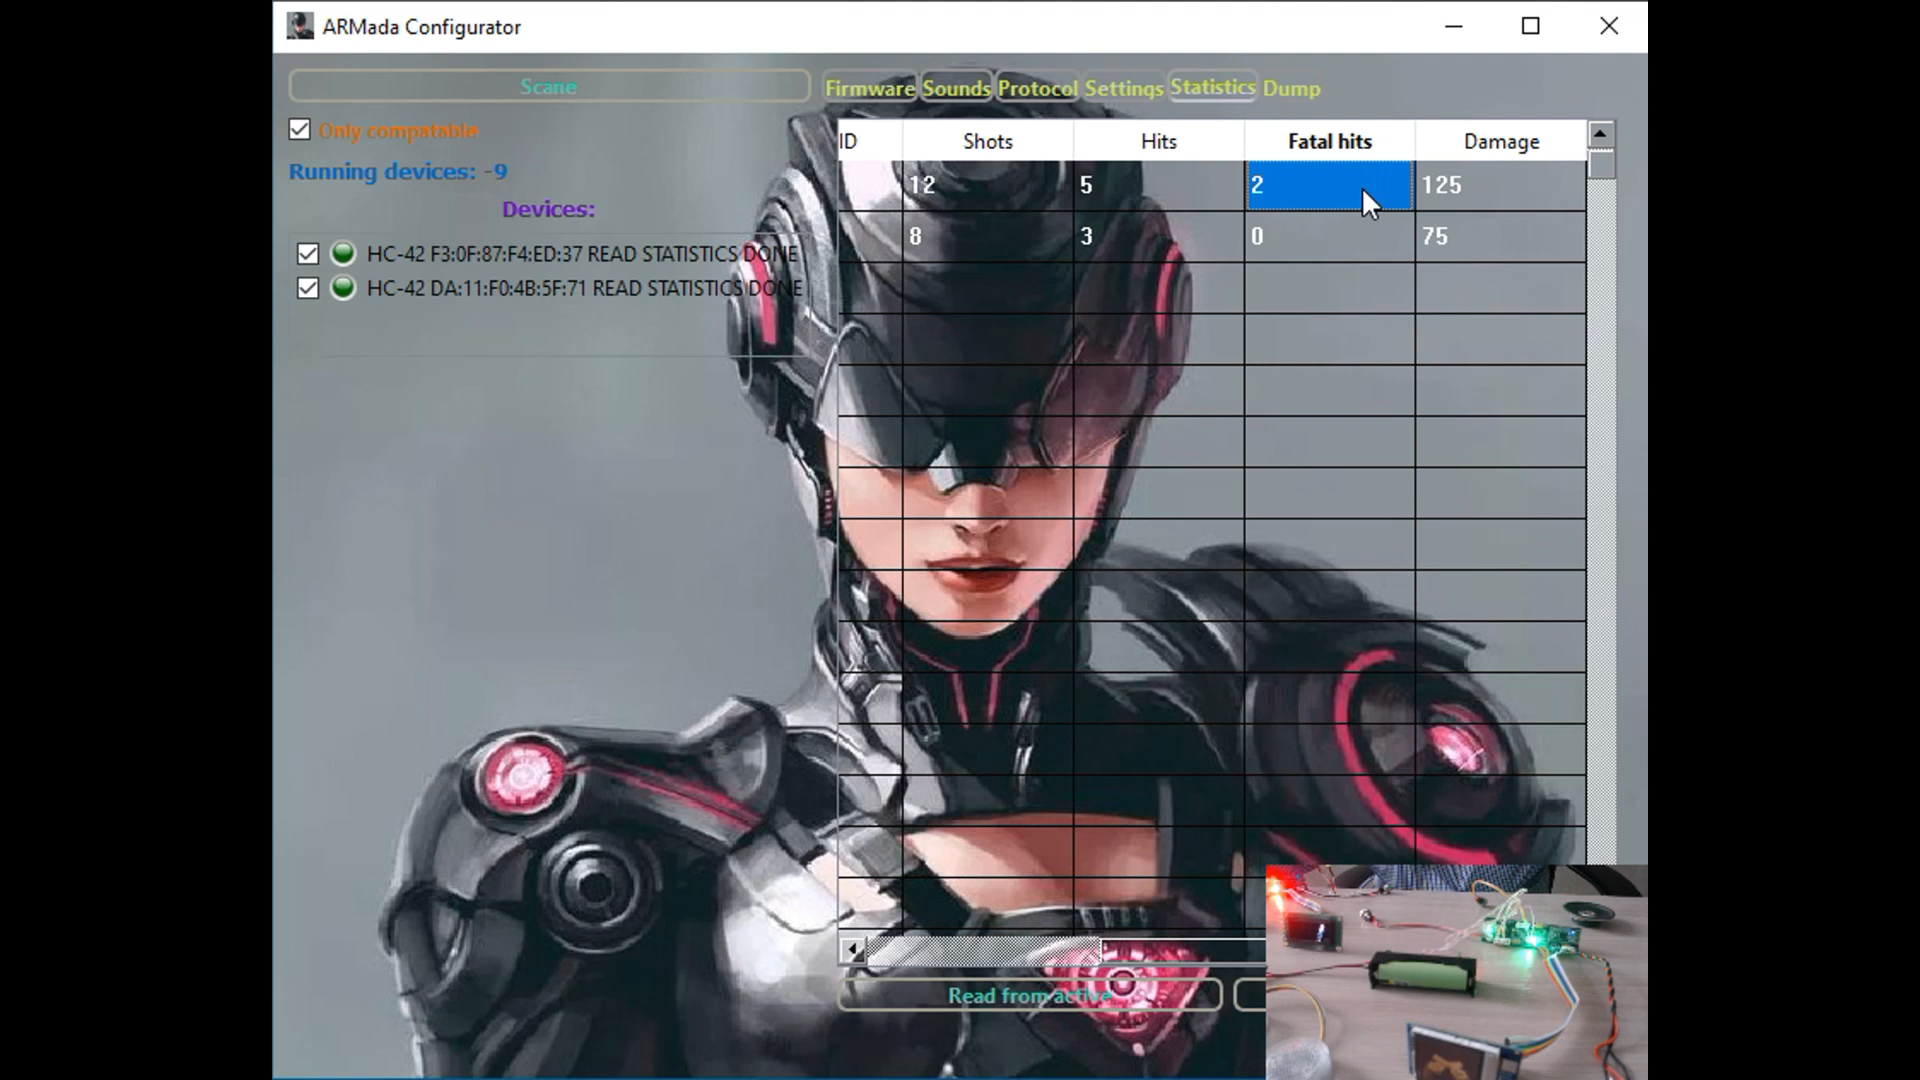 ARMada Configurator
Scane
Firmware Sounds Protocol Settings Statistics Dump
Only compatable
Running devices: -9
Devices:
HC-42 F3:0F:87:F4:ED:37 READ STATISTICS DONE
HC-42 DA:11:F0:4B:5F:71 READ STATISTICS DONE
ID Shots Hits Fatal hits Damage
12 5 2 125
8 3 0 75
Read from active